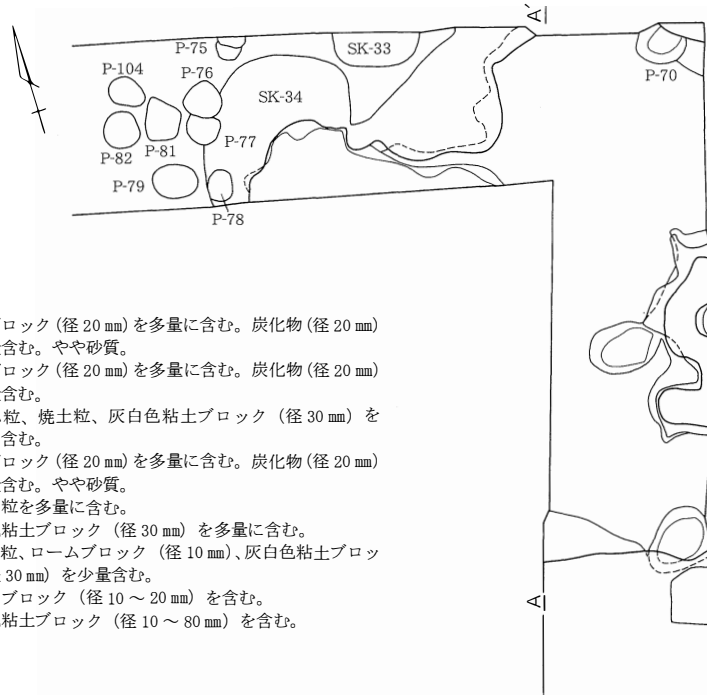 A'
P-75
SK-33
P-70
P-104
P-76
SK-34
P-82
P-81
P-77
P-79
P-78
ロック（径 20 ㎜）を多量に含む。炭化物（径 20 ㎜）
含む。やや砂質。
ロック（径 20 ㎜）を多量に含む。炭化物（径 20 ㎜）
含む。
粒、焼土粒、灰白色粘土ブロック（径 30 ㎜）を
含む。
ロック（径 20 ㎜）を多量に含む。炭化物（径 20 ㎜）
含む。やや砂質。
粒を多量に含む。
粘土ブロック（径 30 ㎜）を多量に含む。
粒、ロームブロック（径 10 ㎜）、灰白色粘土ブロッ
30 ㎜）を少量含む。
ブロック（径 10 ～ 20 ㎜）を含む。
粘土ブロック（径 10 ～ 80 ㎜）を含む。
A